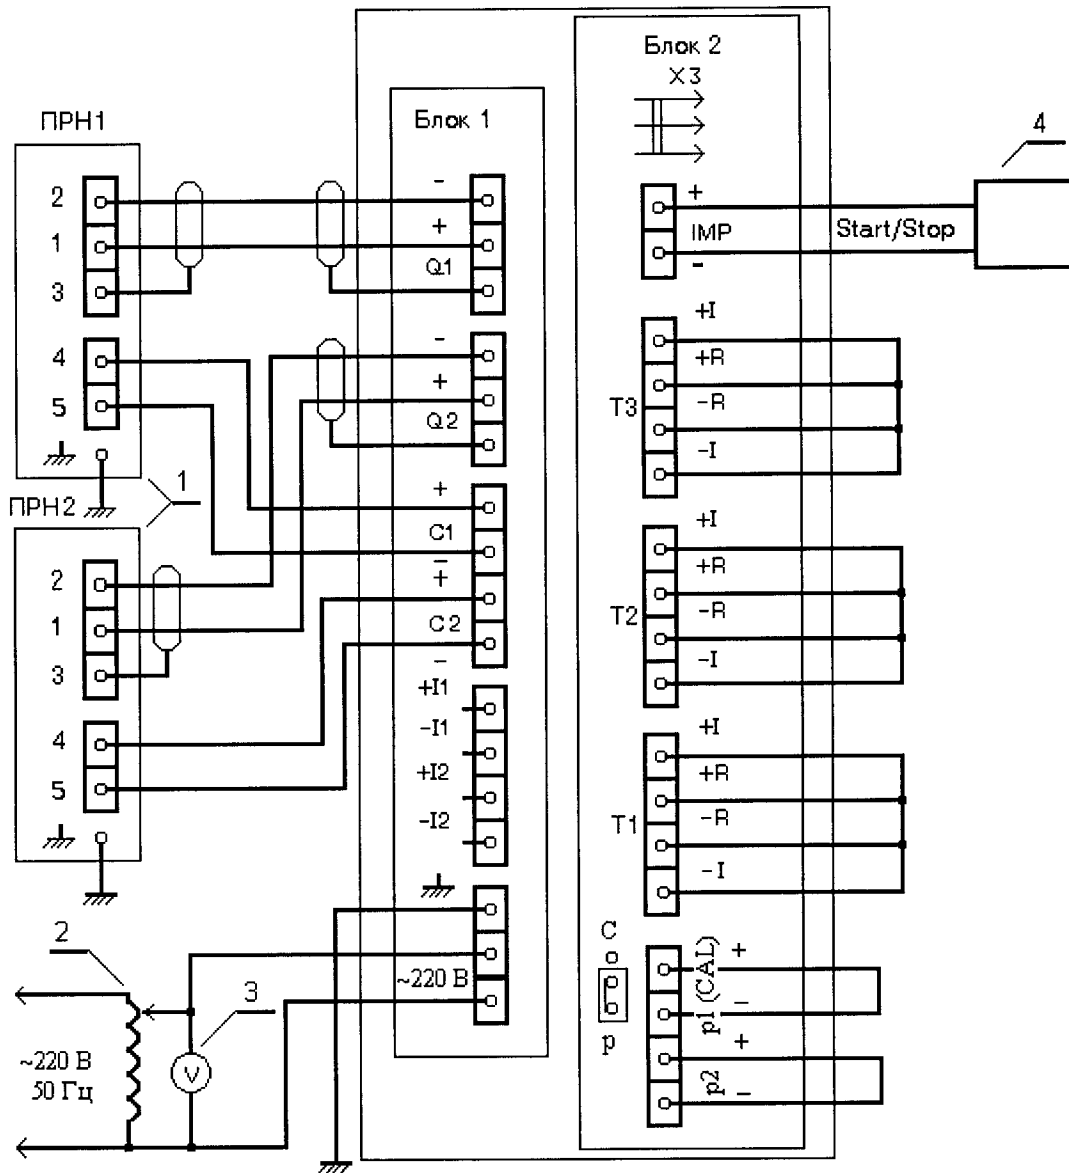 Блок 2
X3
ПРН1
Блок 1
4
2
-
+
1
+
IMP
Start/Stop
Q1
-
3
+I
4
-
+R
+
T3
-R
5
Q2
-I
1
+
ПРН2
C1
+I
–
+
+R
2
T2
-R
1
C2
-I
3
–
+I1
-I1
+I
4
+I2
+R
5
-I2
T1
-R
-I
2
3
C
+
p1 (CAL)
~220 В
–
p
+
~220 В
V
p2
50 Гц
–